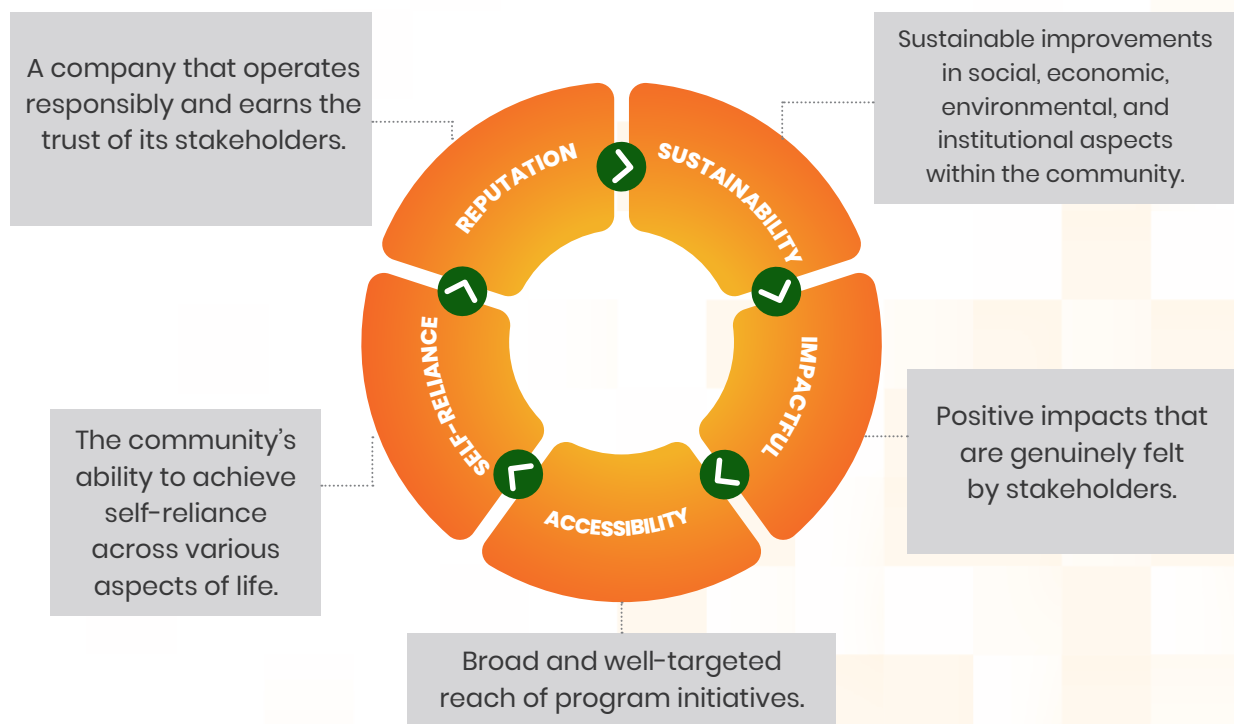 A company that operates
responsibly and earns the
trust of its stakeholders.
Sustainable improvements
in social, economic,
environmental, and
institutional aspects
within the community.
REPUTATION
SUSTAINABILITY
SELF-RELIANCE
IMPACTFUL
ACCESSIBILITY
The community’s
ability to achieve
self-reliance
across various
aspects of life.
Positive impacts that
are genuinely felt
by stakeholders.
Broad and well-targeted
reach of program initiatives.